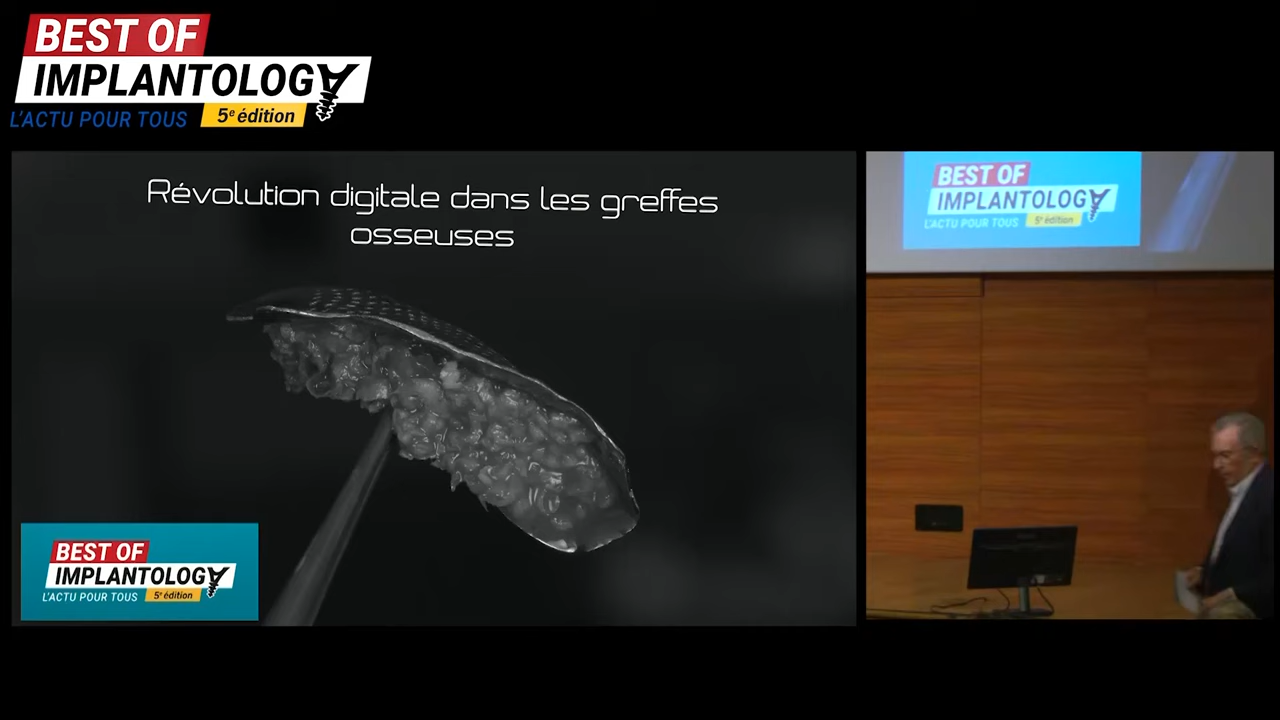 BEST OF
IMPLANTOLOGY
L'ACTU POUR TOUS
5e édition
Révolution digitale dans les greffes
osseuses
BEST OF
IMPLANTOLOGY
L'ACTU POUR TOUS
5e édition
BEST OF
IMPLANTOLOGY
L'ACTU POUR TOUS
5e édition